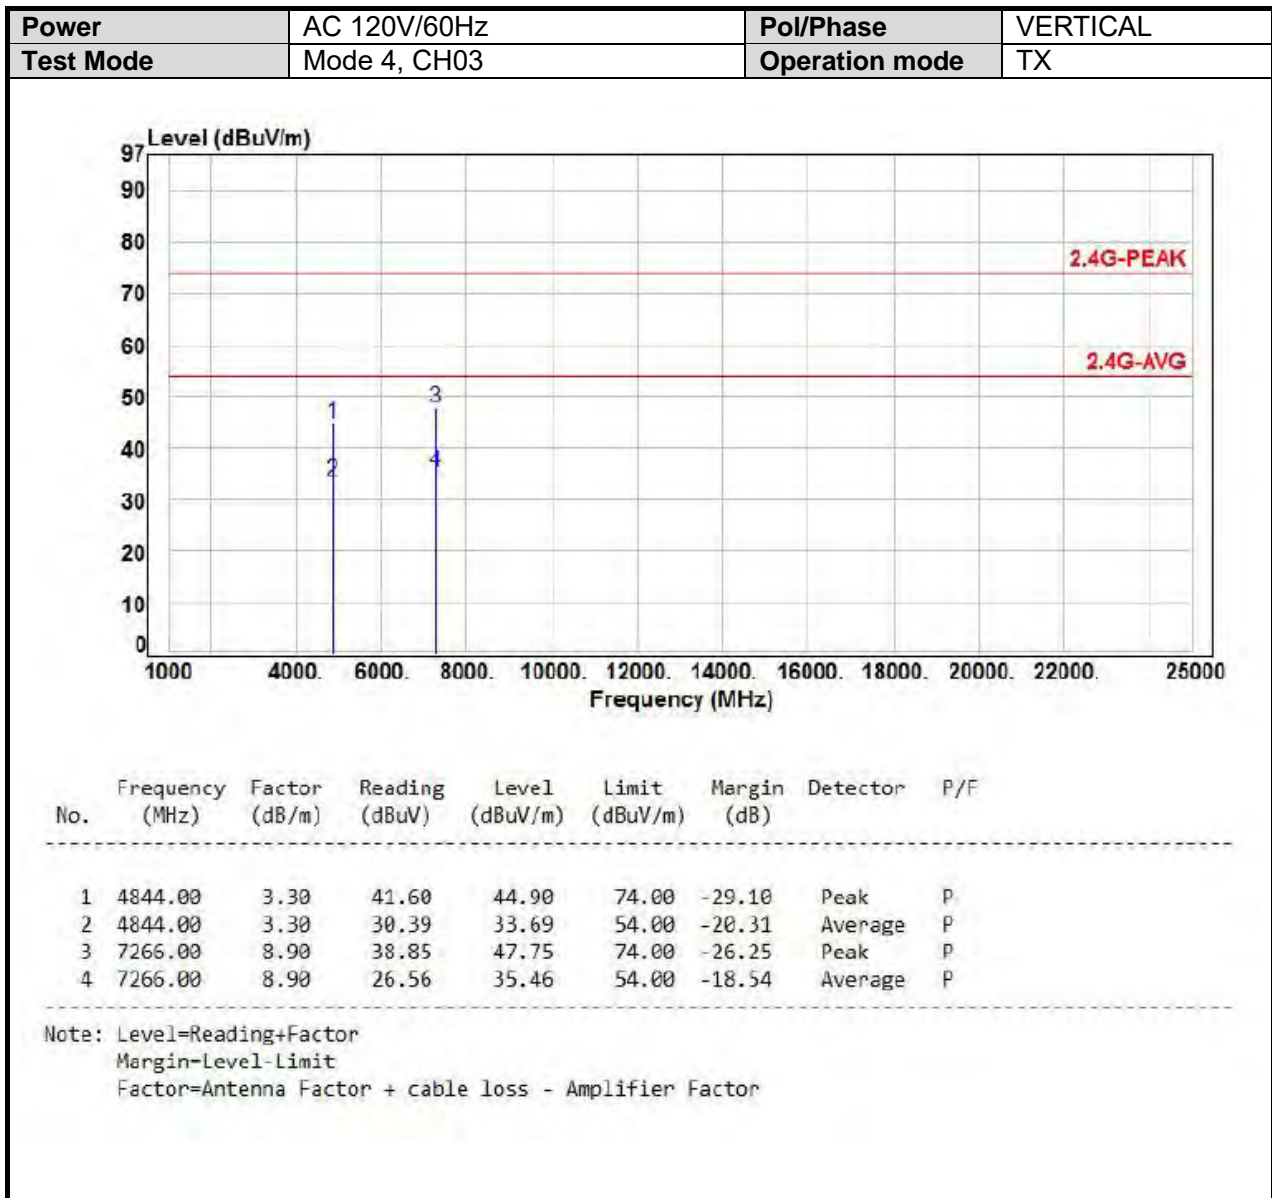 Power AC 120V/60Hz Pol/Phase VERTICAL
Test Mode Mode 4, CH03 Operation mode TX
Level (dBuV/m)
97
90
80
2.4G-PEAK
70
60
2.4G-AVG
50
3
1
40
4
2
30
20
10
0
1000 4000. 6000. 8000. 10000. 12000. 14000. 16000. 18000. 20000. 22000. 25000
Frequency (MHz)
Frequency Factor Reading Level Limit Margin Detector P/F
No. (MHz) (dB/m) (dBuV) (dBuV/m) (dBuV/m) (dB)
1 4844.00 3.30 41.60 44.90 74.00 -29.10 Peak P
2 4844.00 3.30 30.39 33.69 54.00 -20.31 Average P
3 7266.00 8.90 38.85 47.75 74.00 -26.25 Peak P
4 7266.00 8.90 26.56 35.46 54.00 -18.54 Average P
Note: Level=Reading+Factor
Margin=Level-Limit
Factor=Antenna Factor + cable loss - Amplifier Factor